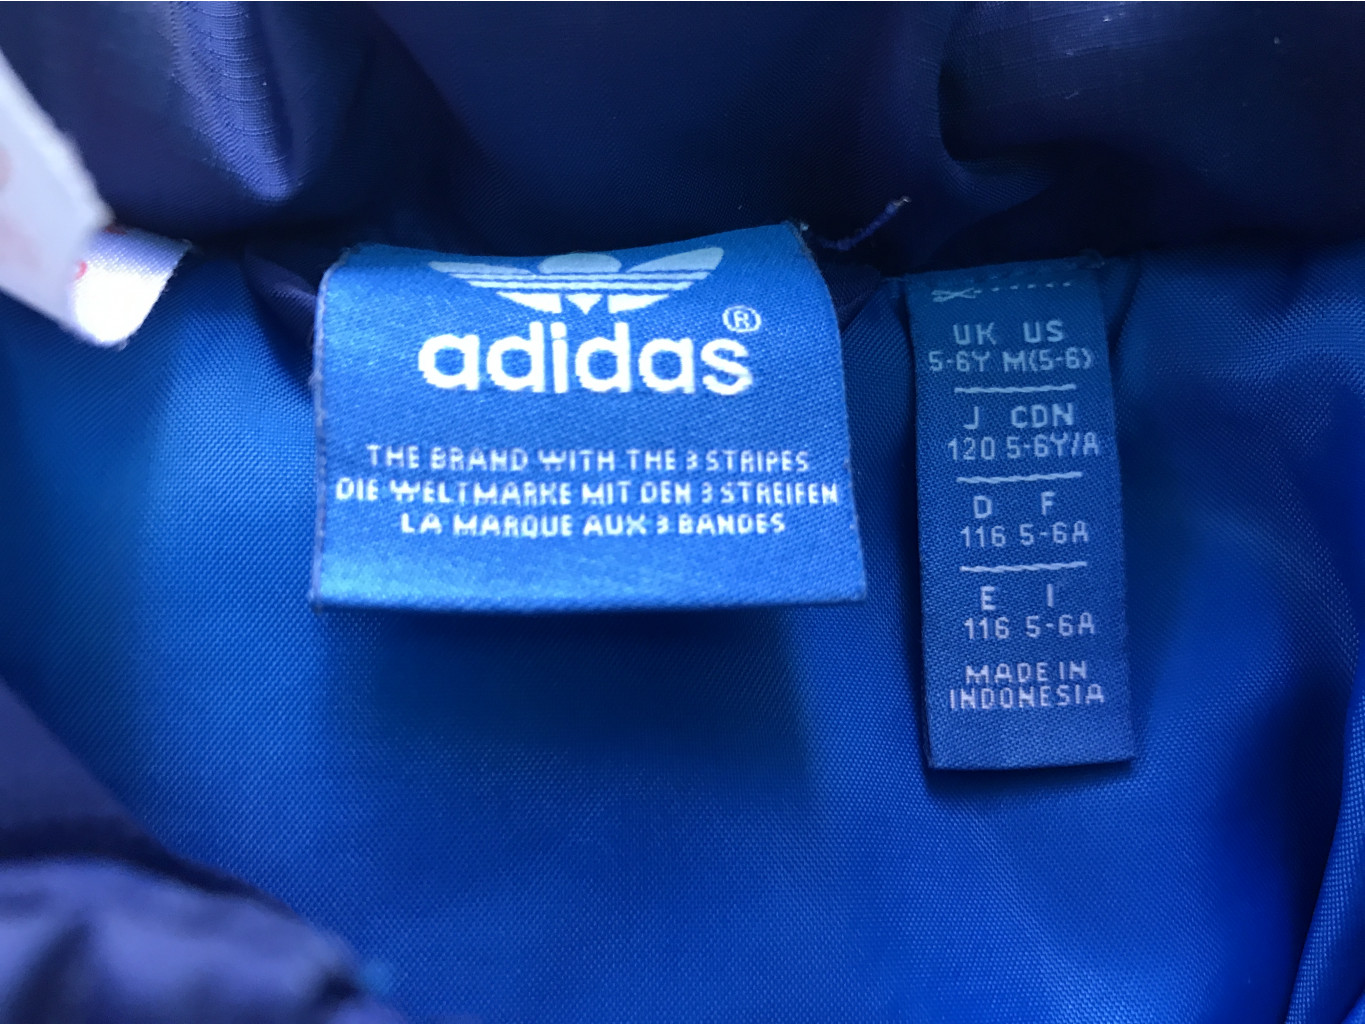 adidas®
THE BRAND WITH THE 3 STRIPES
DIE WELTMARKE MIT DEN 3 STREIFEN
LA MARQUE AUX 3 BANDES
UK US
5-6Y M(5-6)
J CDN
120 5-6Y/A
D F
116 5-6A
E I
116 5-6A
MADE IN
INDONESIA